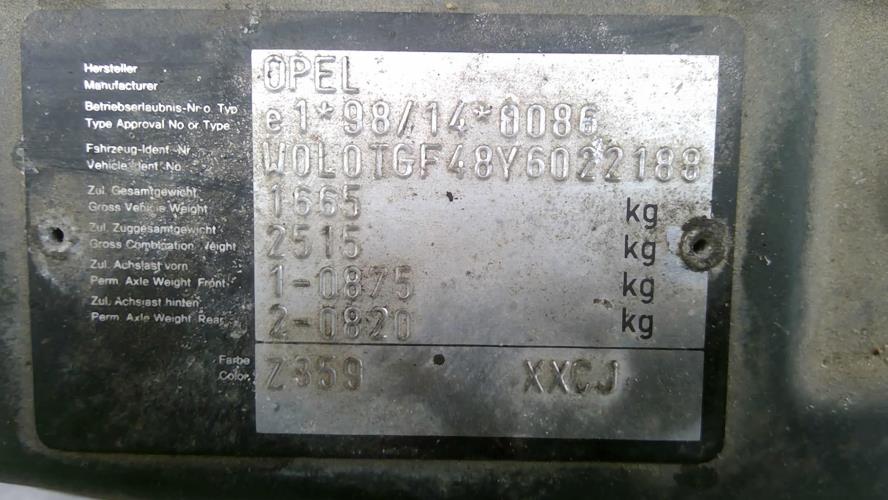 Hersteller
Manufacturer
OPEL
Betriebserlaubnis-Nr o. Typ
Type Approval No or Type
e1*98/14*0086
Fahrzeug-Ident.-Nr.
Vehicle Ident.-No.
W0L0TGF48Y6022188
Zul. Gesamtgewicht
Gross Vehicle Weight
1665 kg
Zul. Zuggesamtgewicht
Gross Combination Weight
2515 kg
Zul. Achslast vorn
Perm. Axle Weight Front
1-0875 kg
Zul. Achslast hinten
Perm. Axle Weight Rear
2-0820 kg
Farbe
Color
Z359 XXCJ